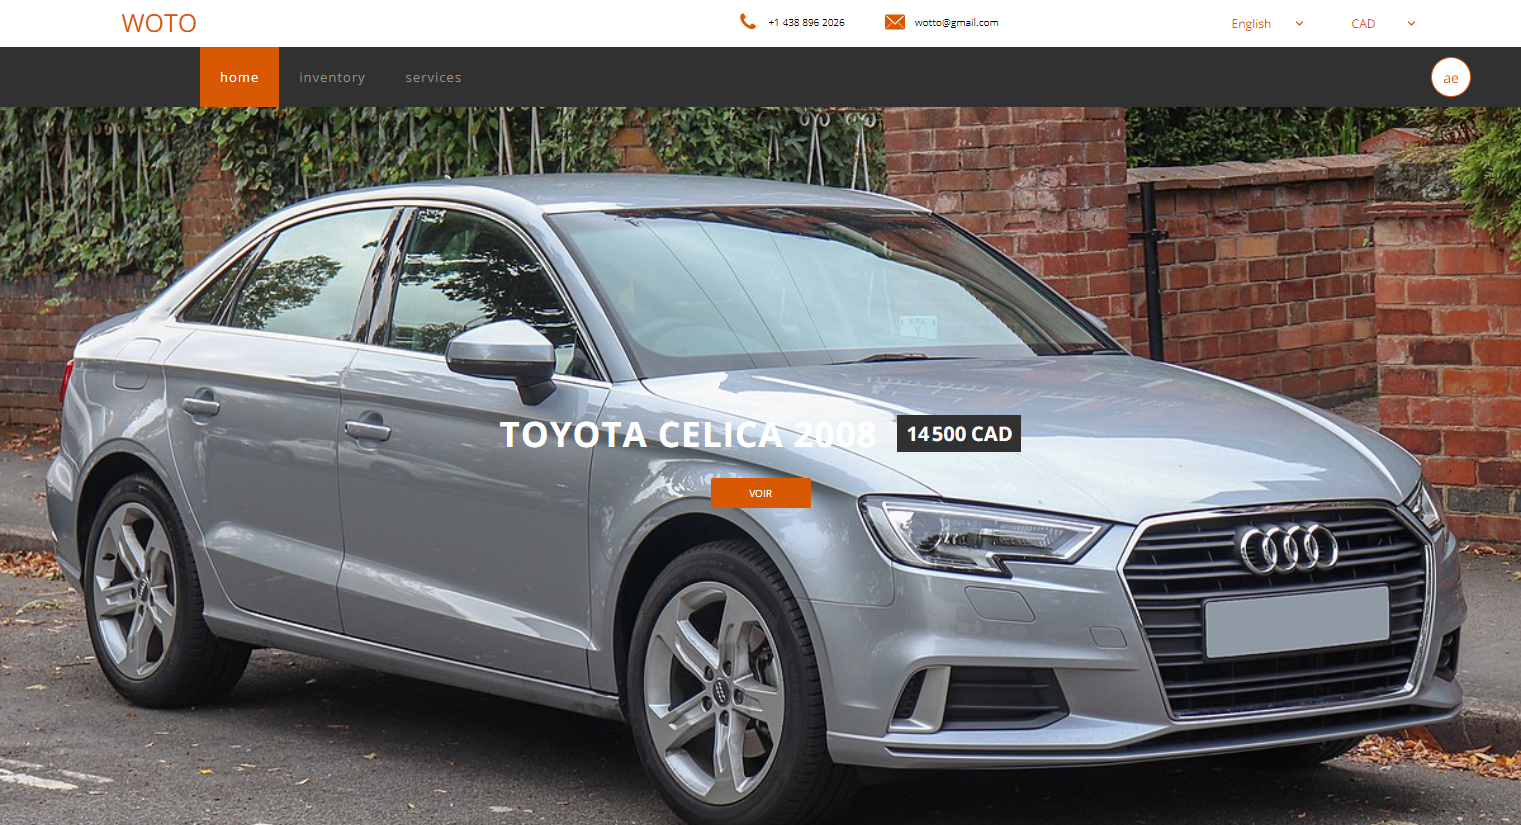 WOTO
+1 438 896 2026
wotto@gmail.com
English
CAD
home
inventory
services
ae
TOYOTA CELICA 2008
14 500 CAD
VOIR